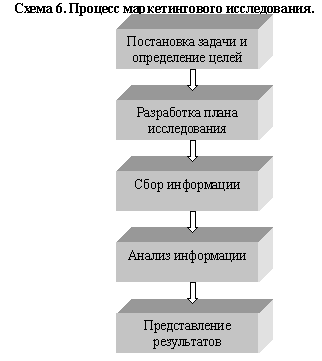 Схема 6. Процесс маркетингового исследования.
Постановка задачи и
определение целей
Разработка плана
исследования
Сбор информации
Анализ информации
Представление
результатов